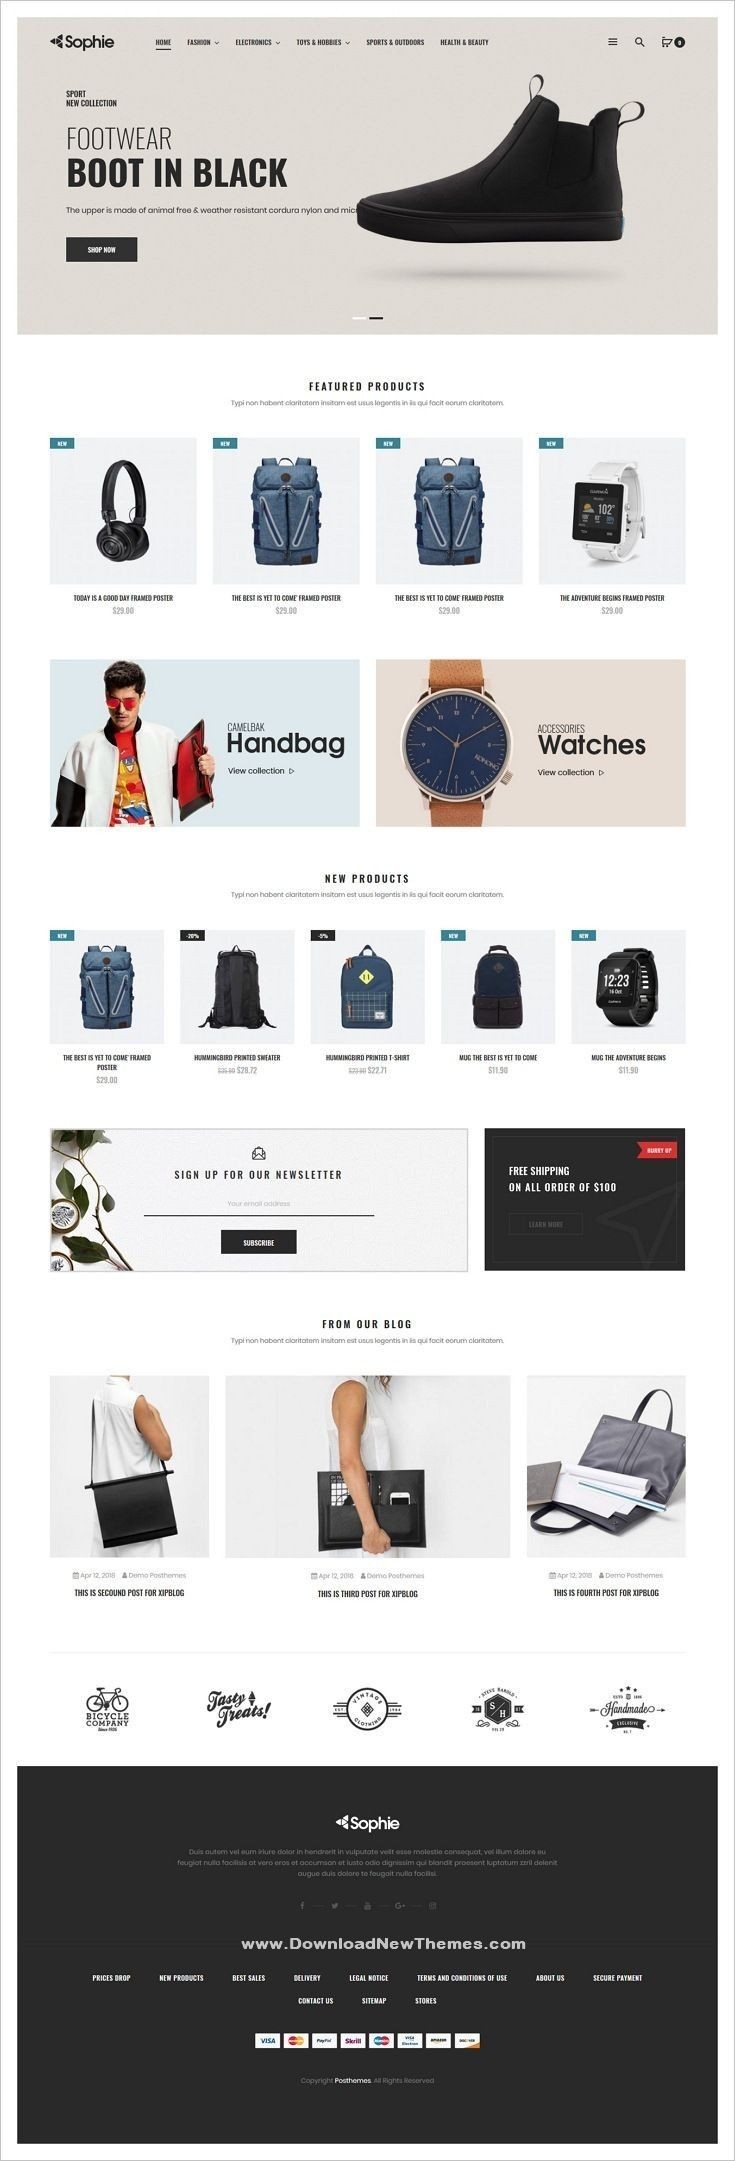 Sophie
HOME FASHION ELECTRONICS TOYS & HOBBIES SPORTS & OUTDOORS HEALTH & BEAUTY
0
SPORT
NEW COLLECTION
FOOTWEAR
BOOT IN BLACK
The upper is made of animal free & weather resistant cordura nylon and micr
SHOP NOW
FEATURED PRODUCTS
Typi non habent claritatem insitam est usus legentis in iis qui facit eorum claritatem.
NEW NEW NEW NEW
GARMIN
102°
TODAY IS A GOOD DAY FRAMED POSTER
$29.00
THE BEST IS YET TO COME' FRAMED POSTER
$29.00
THE BEST IS YET TO COME' FRAMED POSTER
$29.00
THE ADVENTURE BEGINS FRAMED POSTER
$29.00
CAMELBAK
Handbag
View collection
KOMONO
ACCESSORIES
Watches
View collection
NEW PRODUCTS
Typi non habent claritatem insitam est usus legentis in iis qui facit eorum claritatem.
NEW -20% -5% NEW NEW
12:23
16 Oct
GARMIN
THE BEST IS YET TO COME' FRAMED
POSTER
$29.00
HUMMINGBIRD PRINTED SWEATER
$35.90 $28.72
HUMMINGBIRD PRINTED T-SHIRT
$23.90 $22.71
MUG THE BEST IS YET TO COME
$11.90
MUG THE ADVENTURE BEGINS
$11.90
SIGN UP FOR OUR NEWSLETTER
Your email address
SUBSCRIBE
HURRY UP
FREE SHIPPING
ON ALL ORDER OF $100
LEARN MORE
FROM OUR BLOG
Typi non habent claritatem insitam est usus legentis in iis qui facit eorum claritatem.
Apr 12, 2018 Demo Posthemes
THIS IS SECOUND POST FOR XIPBLOG
Apr 12, 2018 Demo Posthemes
THIS IS THIRD POST FOR XIPBLOG
Apr 12, 2018 Demo Posthemes
THIS IS FOURTH POST FOR XIPBLOG
BICYCLE
COMPANY
Since 1926
Tasty
Treats!
VINTAGE
CLOTHING
STEVE HAROLD
S H
Handmade
EXCLUSIVE
Sophie
Duis autem vel eum iriure dolor in hendrerit in vulputate velit esse molestie consequat, vel illum dolore eu
feugiat nulla facilisis at vero eros et accumsan et iusto odio dignissim qui blandit praesent luptatum zzril delenit
augue duis dolore te feugait nulla facilisi.
www.DownloadNewThemes.com
PRICES DROP NEW PRODUCTS BEST SALES DELIVERY LEGAL NOTICE TERMS AND CONDITIONS OF USE ABOUT US SECURE PAYMENT
CONTACT US SITEMAP STORES
VISA MasterCard PayPal Skrill Maestro VISA Electron amazon DISCOVER
Copyright Posthemes. All Rights Reserved